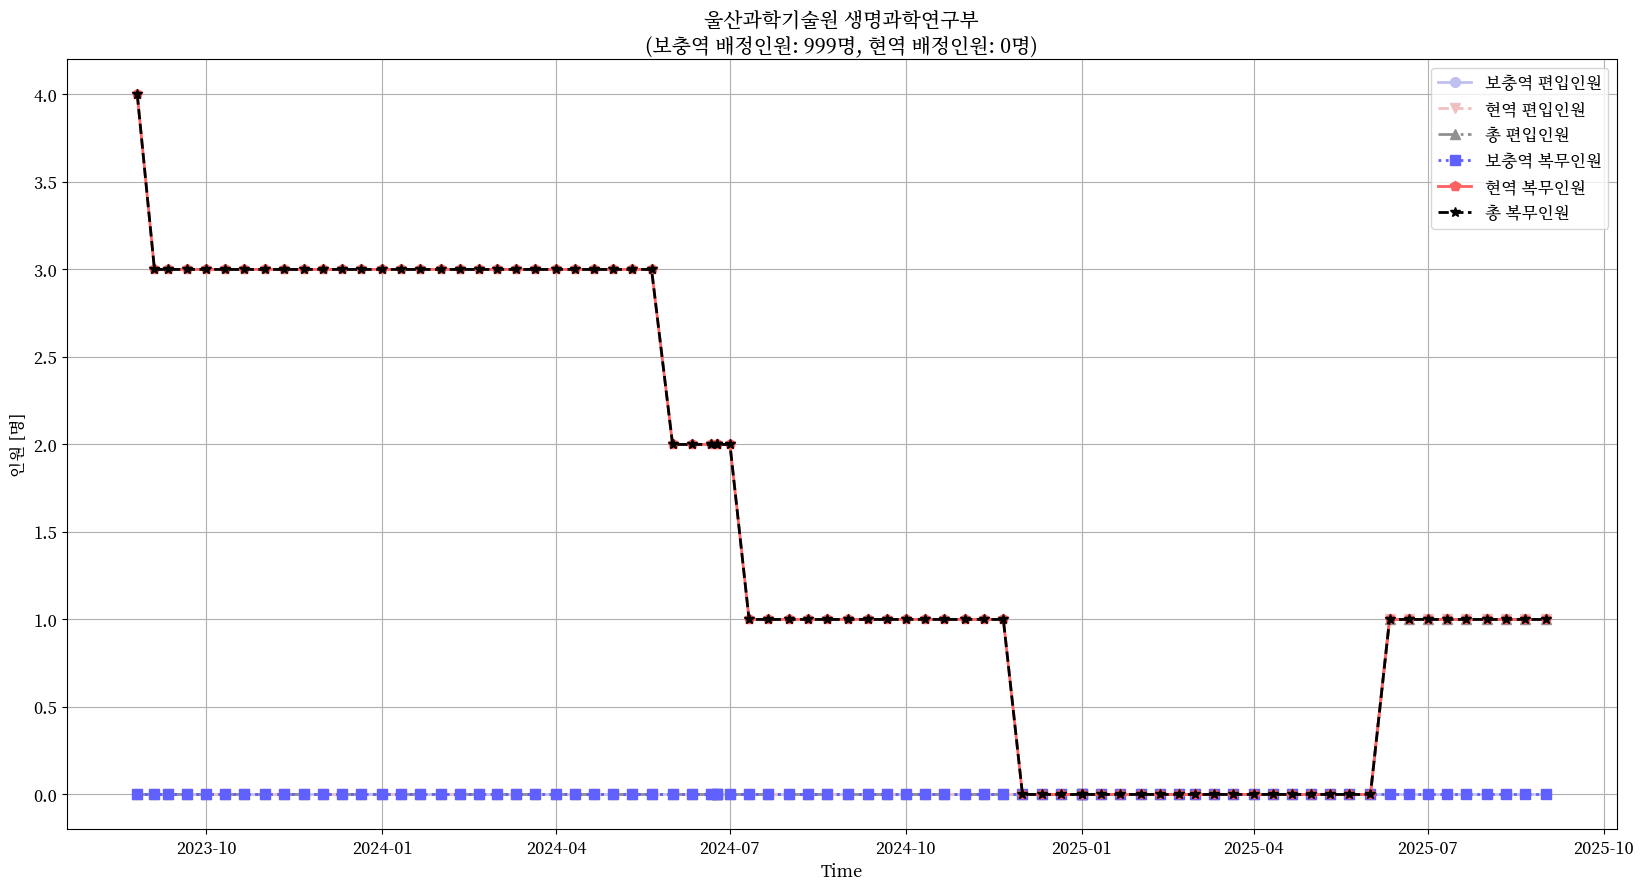 울산과학기술원 생명과학연구부
(보충역 배정인원: 999명, 현역 배정인원: 0명)
보충역 편입인원
현역 편입인원
총 편입인원
보충역 복무인원
현역 복무인원
총 복무인원
인원 [명]
4.0
3.5
3.0
2.5
2.0
1.5
1.0
0.5
0.0
2023-10
2024-01
2024-04
2024-07
2024-10
2025-01
2025-04
2025-07
2025-10
Time